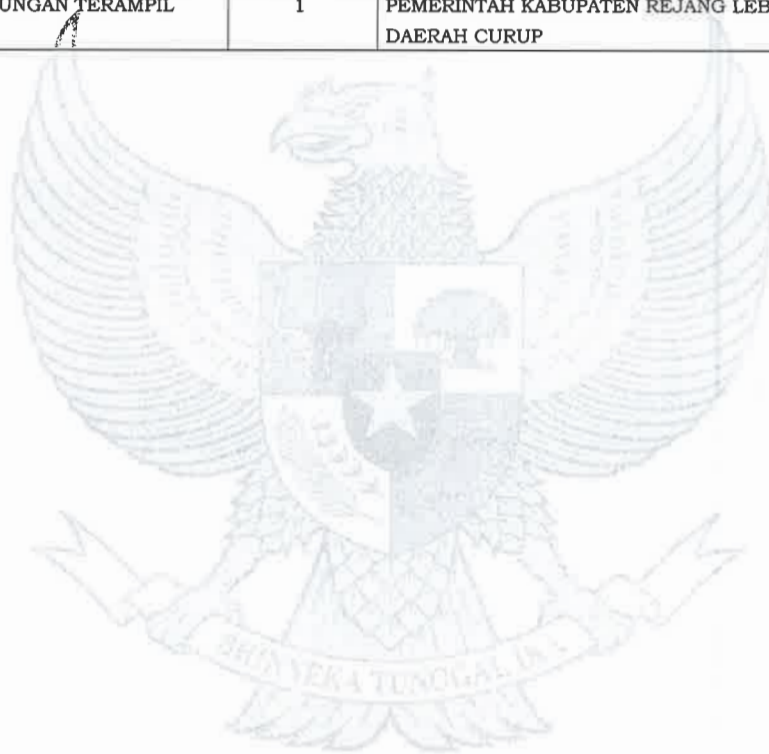 UNGAN TERAMPIL 1 PEMERINTAH KABUPATEN REJANG LEB
DAERAH CURUP
BHINNEKA TUNGGAL IKA